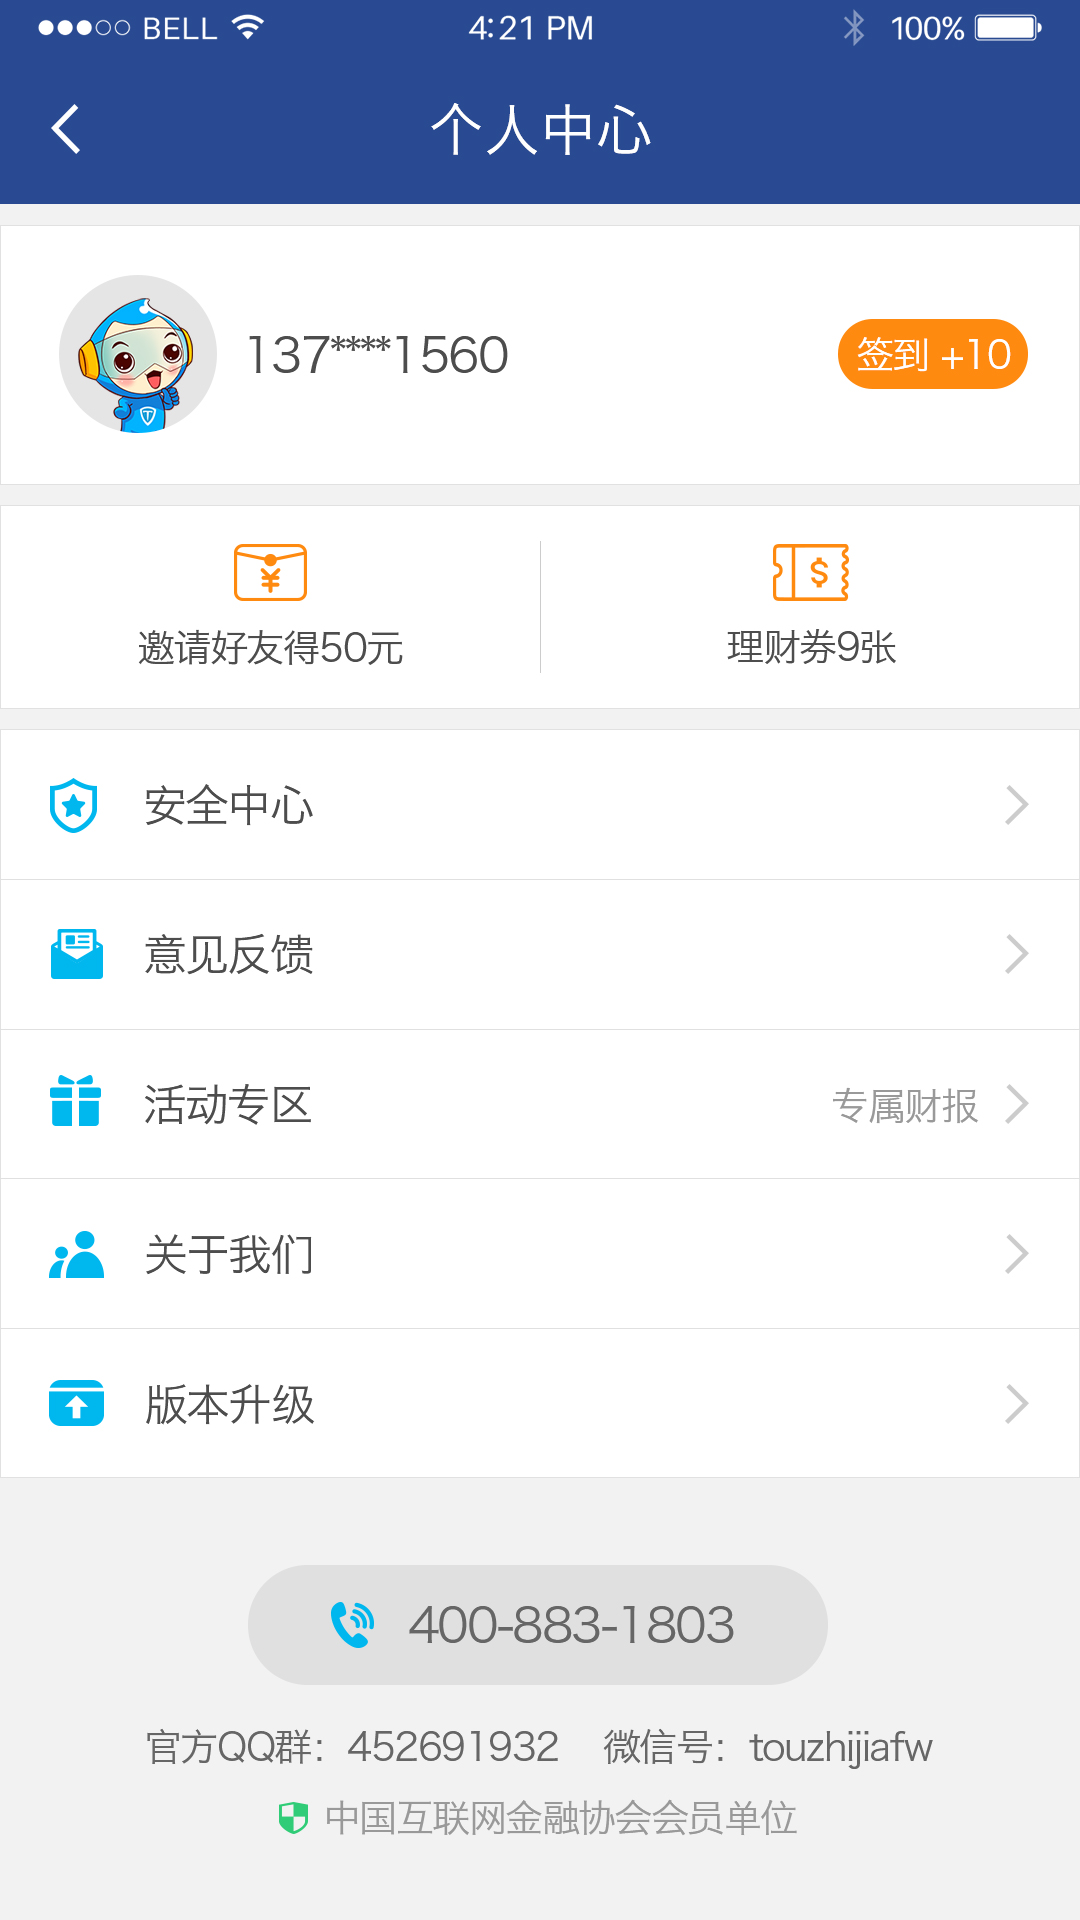 BELL 4:21 PM 100%
个人中心
137****1560
签到 +10
邀请好友得50元
理财券9张
安全中心
意见反馈
活动专区 专属财报
关于我们
版本升级
400-883-1803
官方QQ群：452691932 微信号：touzhijiafw
中国互联网金融协会会员单位